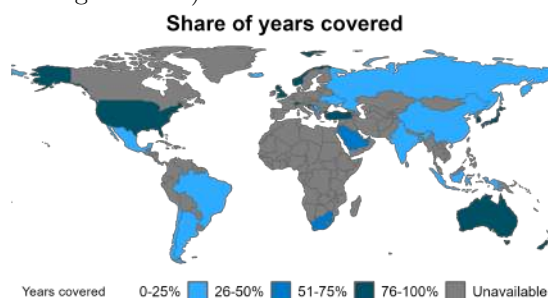 Share of years covered
Years covered 0-25% 26-50% 51-75% 76-100% Unavailable